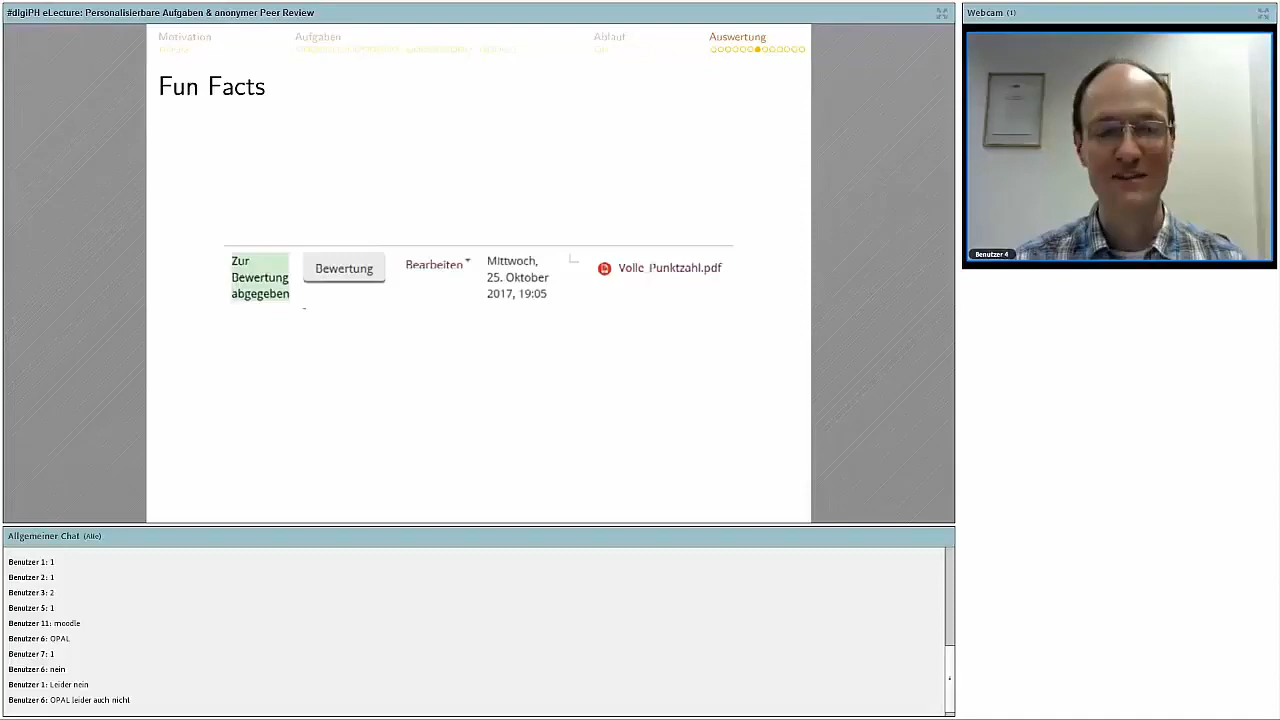 #digiPH eLecture: Personalisierbare Aufgaben & anonymer Peer Review
Webcam (1)
Motivation Aufgaben Ablauf Auswertung
Fun Facts
Zur Bewertung Bearbeiten Mittwoch, Volle_Punktzahl.pdf
Bewertung 25. Oktober
abgegeben 2017, 19:05
Benutzer 4
Allgemeiner Chat (Alle)
Benutzer 1: 1
Benutzer 2: 1
Benutzer 3: 2
Benutzer 5: 1
Benutzer 11: moodle
Benutzer 6: OPAL
Benutzer 7: 1
Benutzer 6: nein
Benutzer 1: Leider nein
Benutzer 6: OPAL leider auch nicht